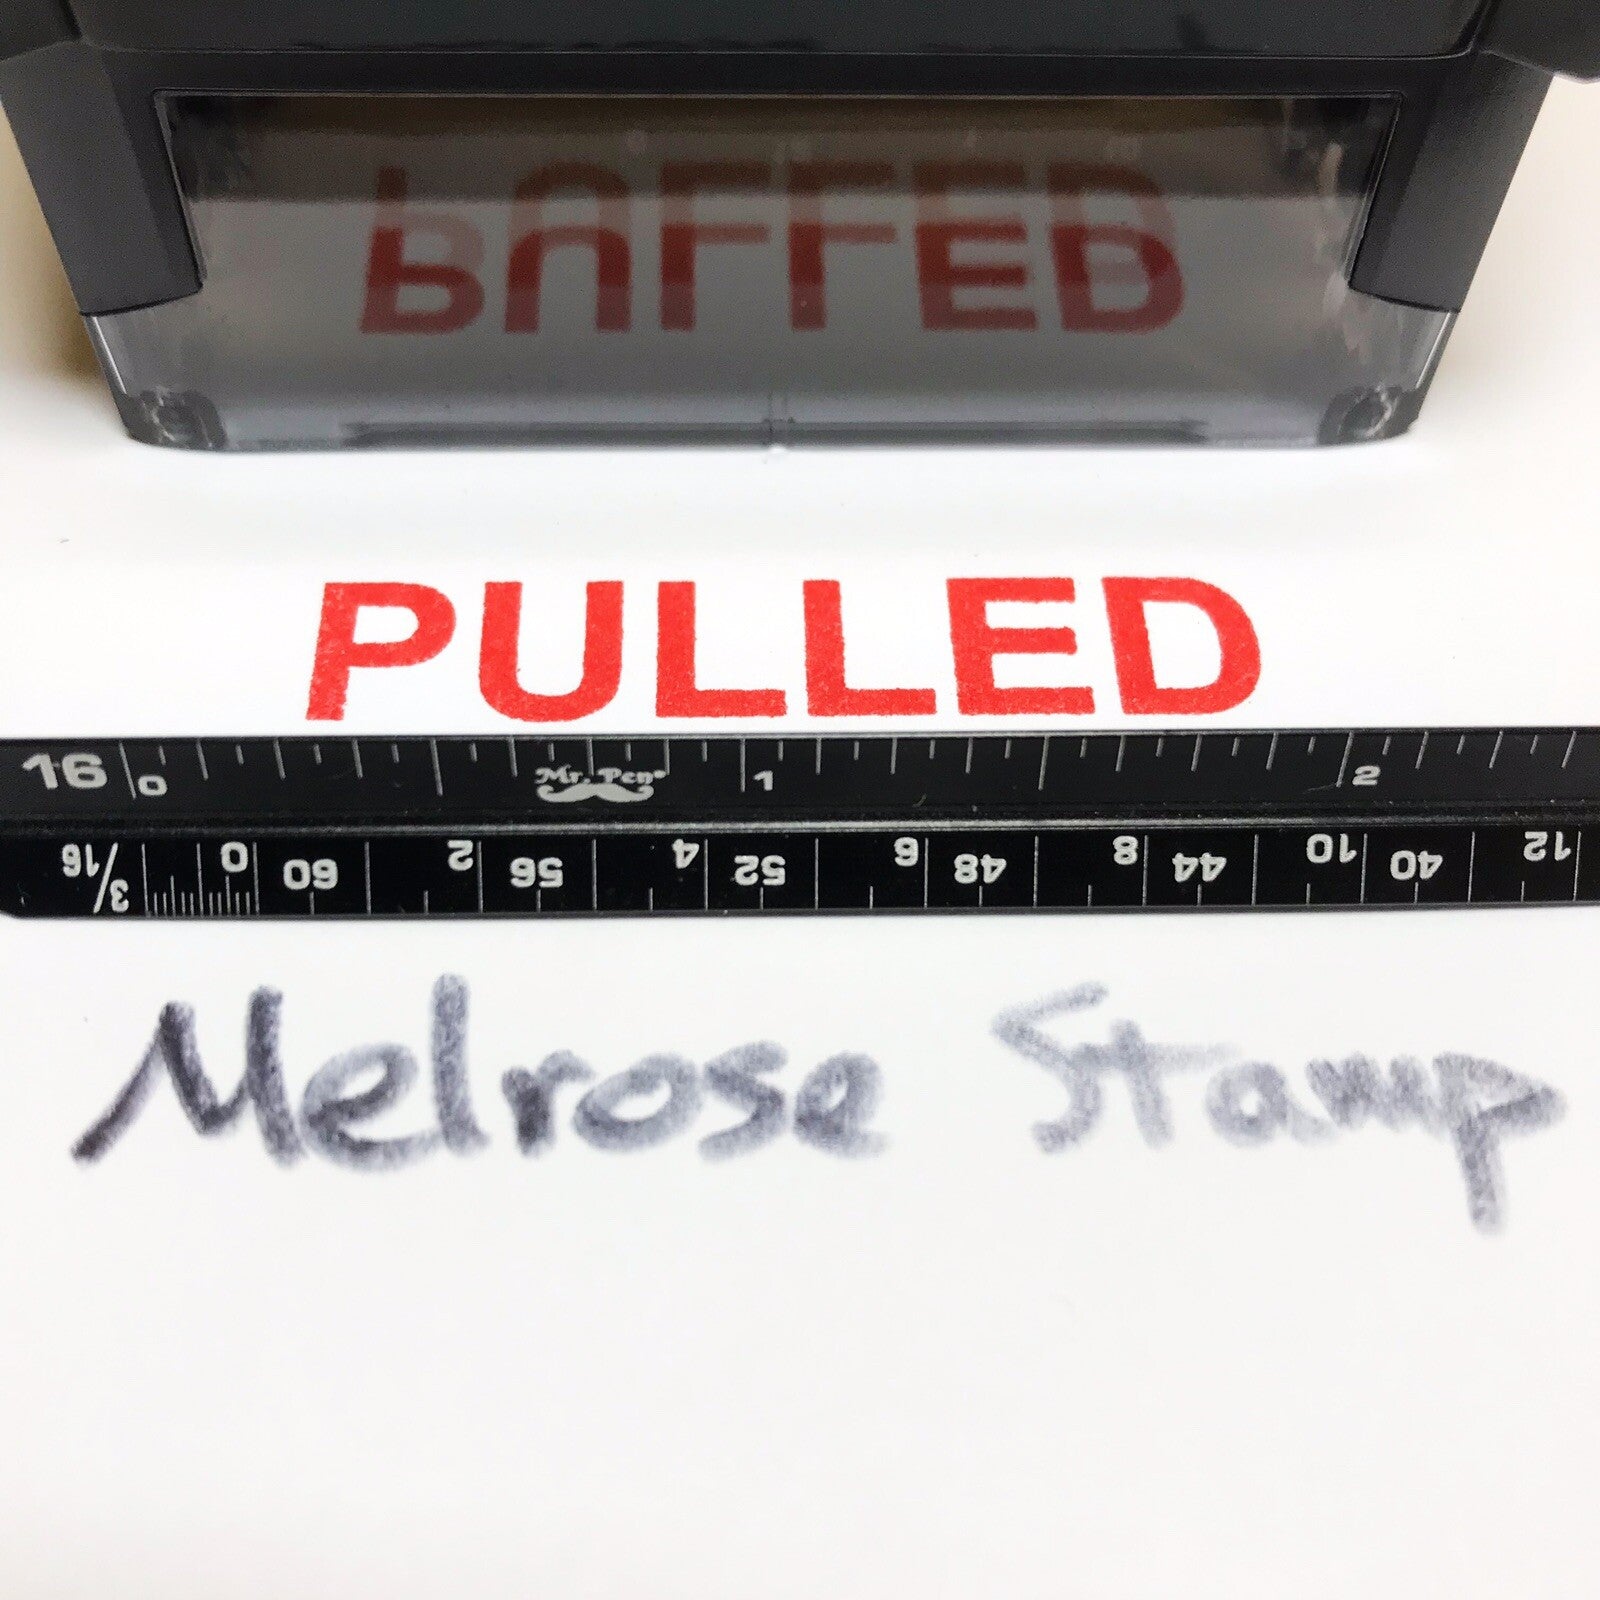 PULLED
PULLED
16 0 Mr. Pen® 1 2
3/16 0 60 2 56 4 52 6 48 8 44 10 40 12
Melrose Stamp